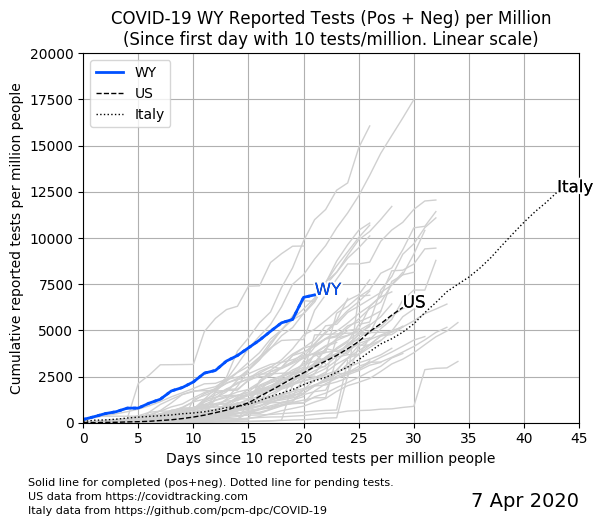 COVID-19 WY Reported Tests (Pos + Neg) per Million
(Since first day with 10 tests/million. Linear scale)
Cumulative reported tests per million people
20000
17500
15000
12500
10000
7500
5000
2500
0
WY
US
Italy
Italy
WY
US
0 5 10 15 20 25 30 35 40 45
Days since 10 reported tests per million people
Solid line for completed (pos+neg). Dotted line for pending tests.
US data from https://covidtracking.com
Italy data from https://github.com/pcm-dpc/COVID-19
7 Apr 2020